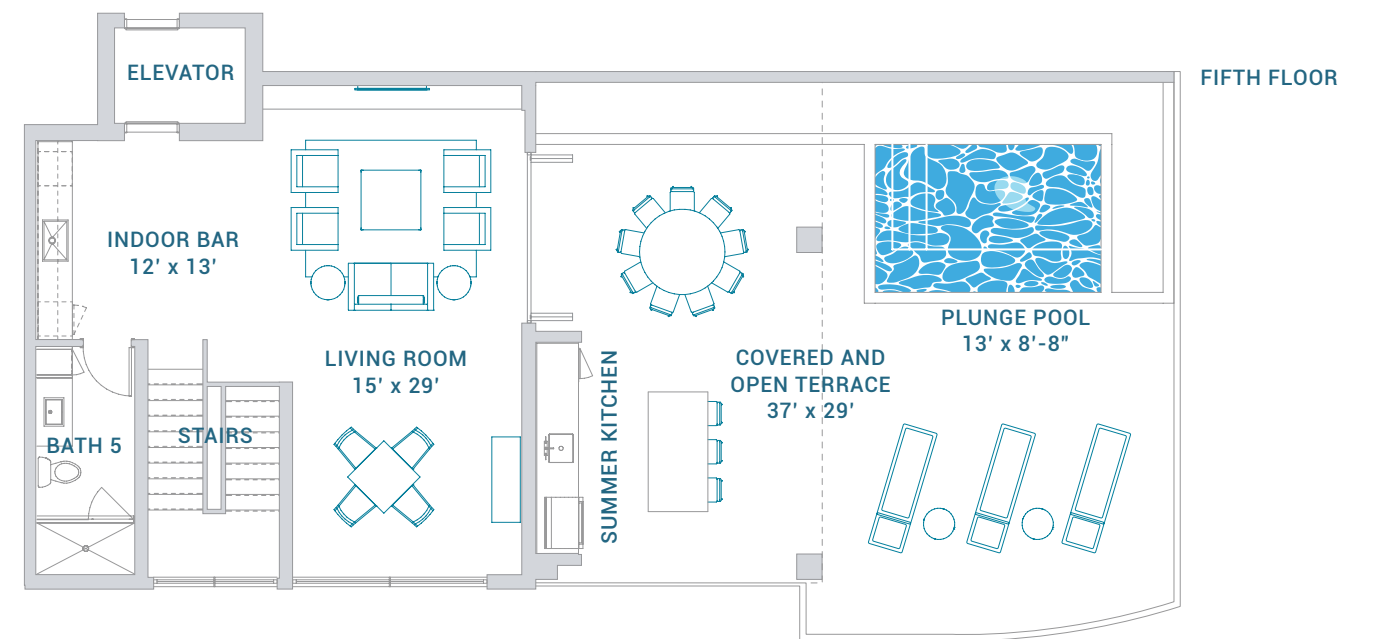 ELEVATOR
FIFTH FLOOR
INDOOR BAR
12' x 13'
LIVING ROOM
15' x 29'
BATH 5
STAIRS
SUMMER KITCHEN
COVERED AND
OPEN TERRACE
37' x 29'
PLUNGE POOL
13' x 8'-8"